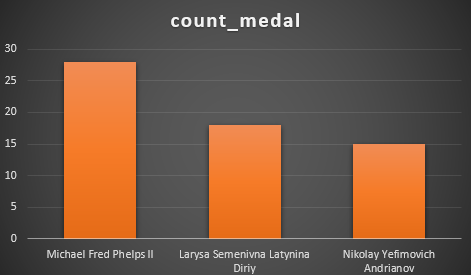 count_medal
30
25
20
15
10
5
0
Michael Fred Phelps II
Larysa Semenivna Latynina
Diriy
Nikolay Yefimovich
Andrianov